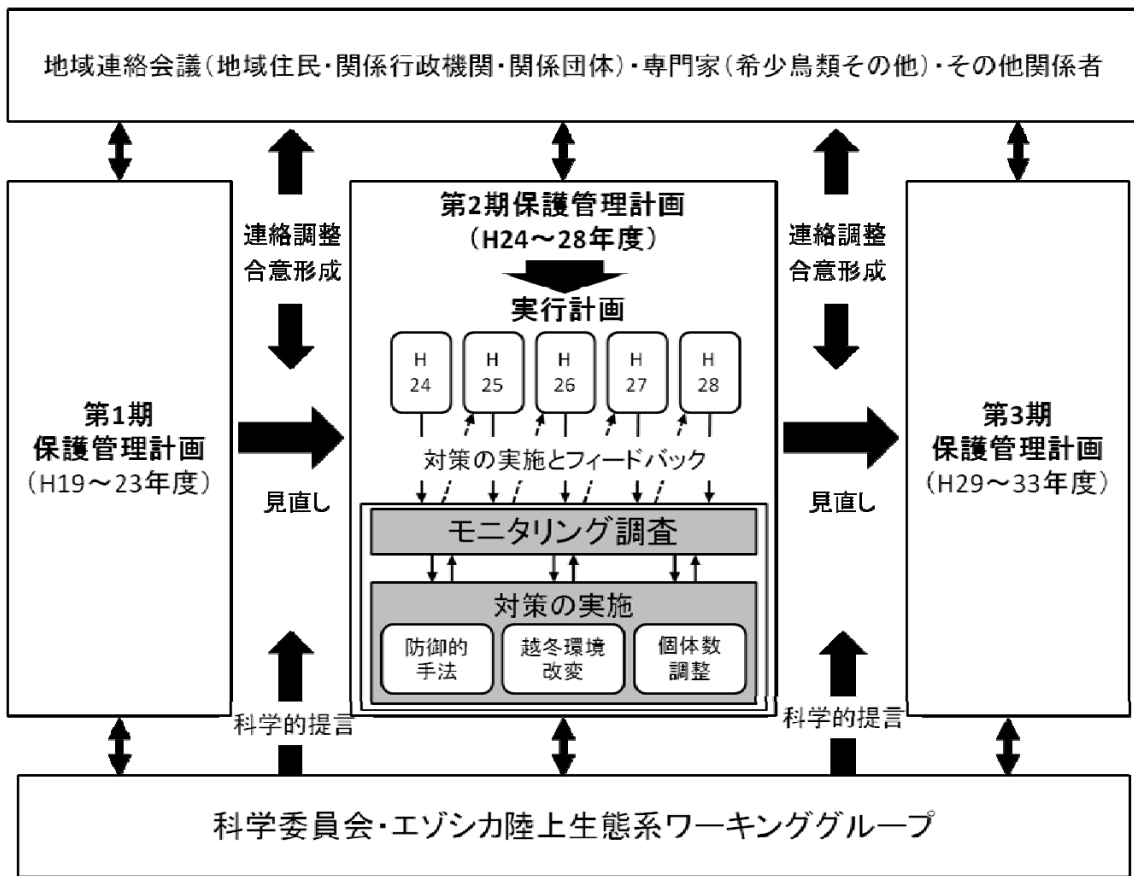 地域連絡会議(地域住民・関係行政機関・関係団体)・専門家(希少鳥類その他)・その他関係者
第1期
保護管理計画
(H19～23年度)
連絡調整
合意形成
見直し
科学的提言
第2期保護管理計画
(H24～28年度)
実行計画
H
24
H
25
H
26
H
27
H
28
対策の実施とフィードバック
モニタリング調査
対策の実施
防御的
手法
越冬環境
改変
個体数
調整
連絡調整
合意形成
見直し
科学的提言
第3期
保護管理計画
(H29～33年度)
科学委員会・エゾシカ陸上生態系ワーキンググループ